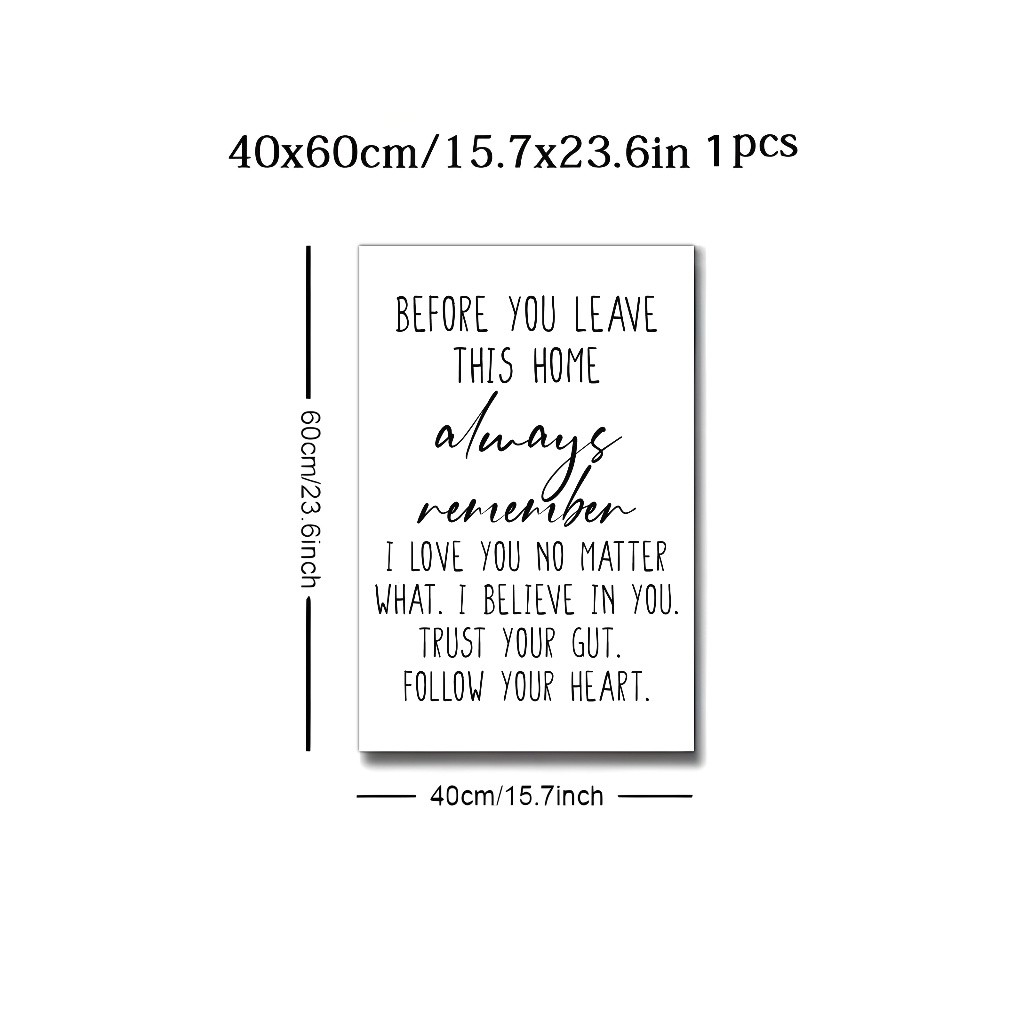 40x60cm/15.7x23.6in 1pcs
BEFORE YOU LEAVE
THIS HOME
always
remember
I LOVE YOU NO MATTER
WHAT. I BELIEVE IN YOU.
TRUST YOUR GUT.
FOLLOW YOUR HEART.
60cm/23.6inch
40cm/15.7inch